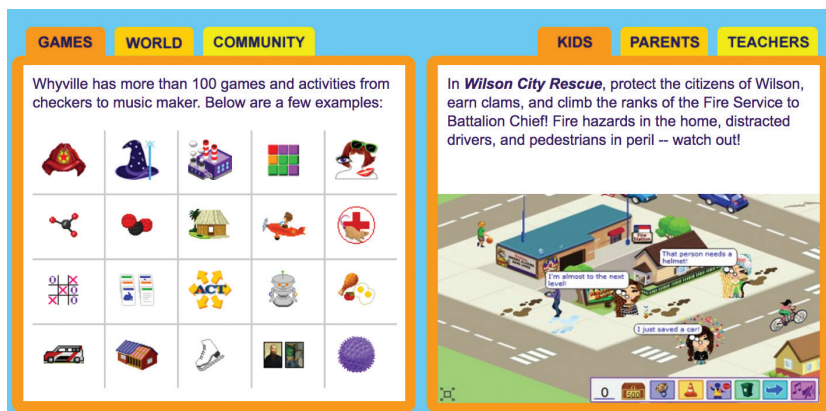 GAMES
WORLD
COMMUNITY
KIDS
PARENTS
TEACHERS
Whyville has more than 100 games and activities from
checkers to music maker. Below are a few examples:
ACT
In Wilson City Rescue, protect the citizens of Wilson,
earn clams, and climb the ranks of the Fire Service to
Battalion Chief! Fire hazards in the home, distracted
drivers, and pedestrians in peril -- watch out!
Fire
Station
That person needs a
helmet!
I'm almost to the next
level!
I just saved a car!
0
500